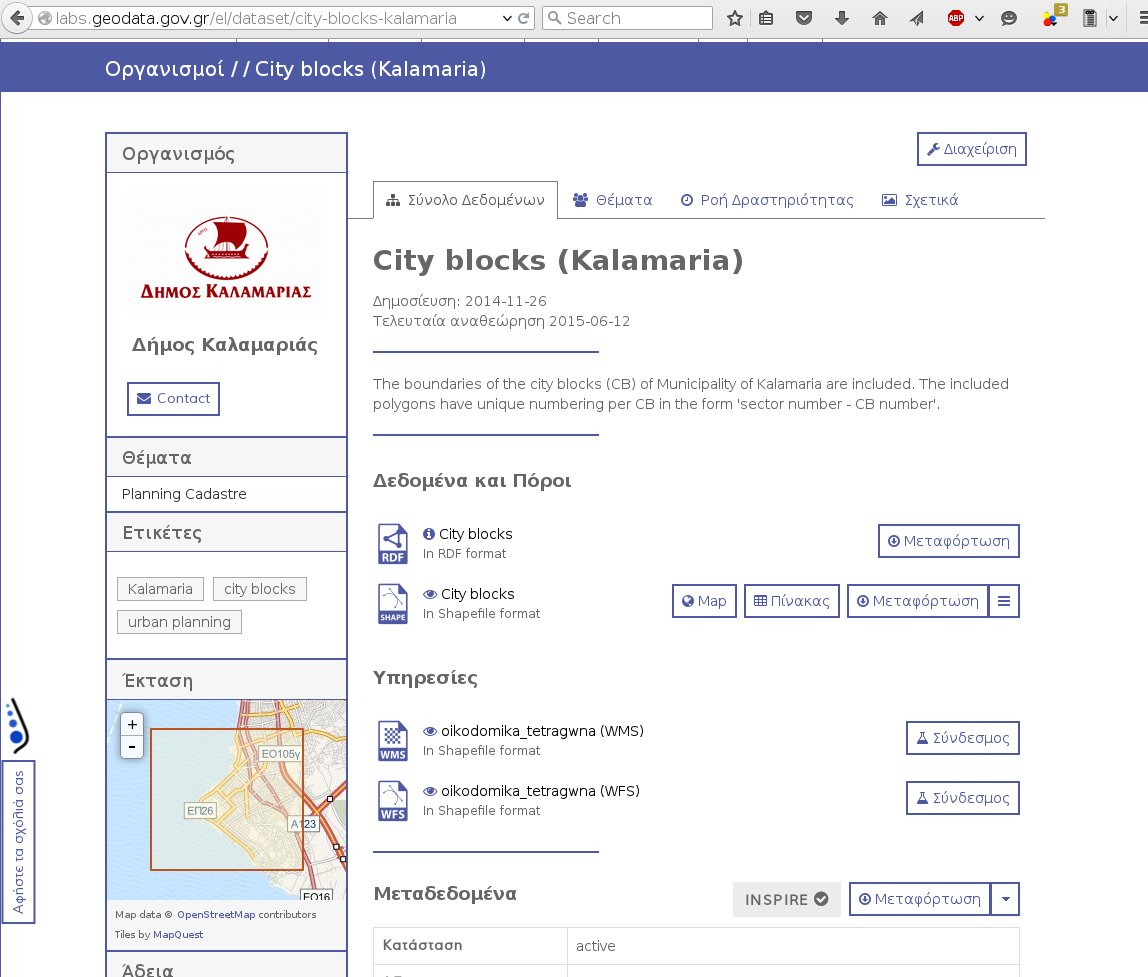 labs.geodata.gov.gr/el/dataset/city-blocks-kalamaria
Search
ABP
3
Οργανισμοί / / City blocks (Kalamaria)
Οργανισμός
ΔΗΜΟΣ ΚΑΛΑΜΑΡΙΑΣ
Δήμος Καλαμαριάς
Contact
Θέματα
Planning Cadastre
Ετικέτες
Kalamaria
city blocks
urban planning
Έκταση
+
-
ΕΟ105γ
ΕΠ26
Α123
ΕΟ16
Map data © OpenStreetMap contributors
Tiles by MapQuest
Άδεια
Αφήστε τα σχόλιά σας
Διαχείριση
Σύνολο Δεδομένων
Θέματα
Ροή Δραστηριότητας
Σχετικά
City blocks (Kalamaria)
Δημοσίευση: 2014-11-26
Τελευταία αναθεώρηση 2015-06-12
The boundaries of the city blocks (CB) of Municipality of Kalamaria are included. The included
polygons have unique numbering per CB in the form 'sector number - CB number'.
Δεδομένα και Πόροι
RDF
City blocks
In RDF format
Μεταφόρτωση
SHAPE
City blocks
In Shapefile format
Map
Πίνακας
Μεταφόρτωση
Υπηρεσίες
WMS
oikodomika_tetragwna (WMS)
In Shapefile format
Σύνδεσμος
WFS
oikodomika_tetragwna (WFS)
In Shapefile format
Σύνδεσμος
Μεταδεδομένα
INSPIRE
Μεταφόρτωση
Κατάσταση
active